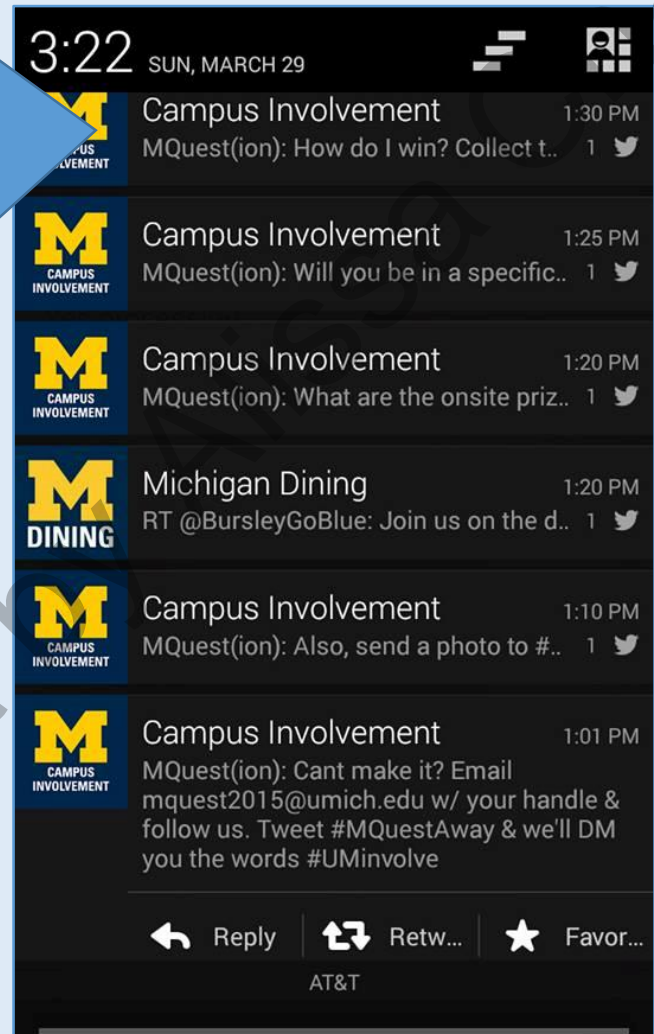 3:22 SUN, MARCH 29
Campus Involvement 1:30 PM
MQuest(ion): How do I win? Collect t.. 1
M
CAMPUS
INVOLVEMENT
Campus Involvement 1:25 PM
MQuest(ion): Will you be in a specific.. 1
M
CAMPUS
INVOLVEMENT
Campus Involvement 1:20 PM
MQuest(ion): What are the onsite priz.. 1
M
DINING
Michigan Dining 1:20 PM
RT @BursleyGoBlue: Join us on the d.. 1
M
CAMPUS
INVOLVEMENT
Campus Involvement 1:10 PM
MQuest(ion): Also, send a photo to #.. 1
M
CAMPUS
INVOLVEMENT
Campus Involvement 1:01 PM
MQuest(ion): Cant make it? Email
mquest2015@umich.edu w/ your handle &
follow us. Tweet #MQuestAway & we'll DM
you the words #UMinvolve
Reply Retw... Favor...
AT&T